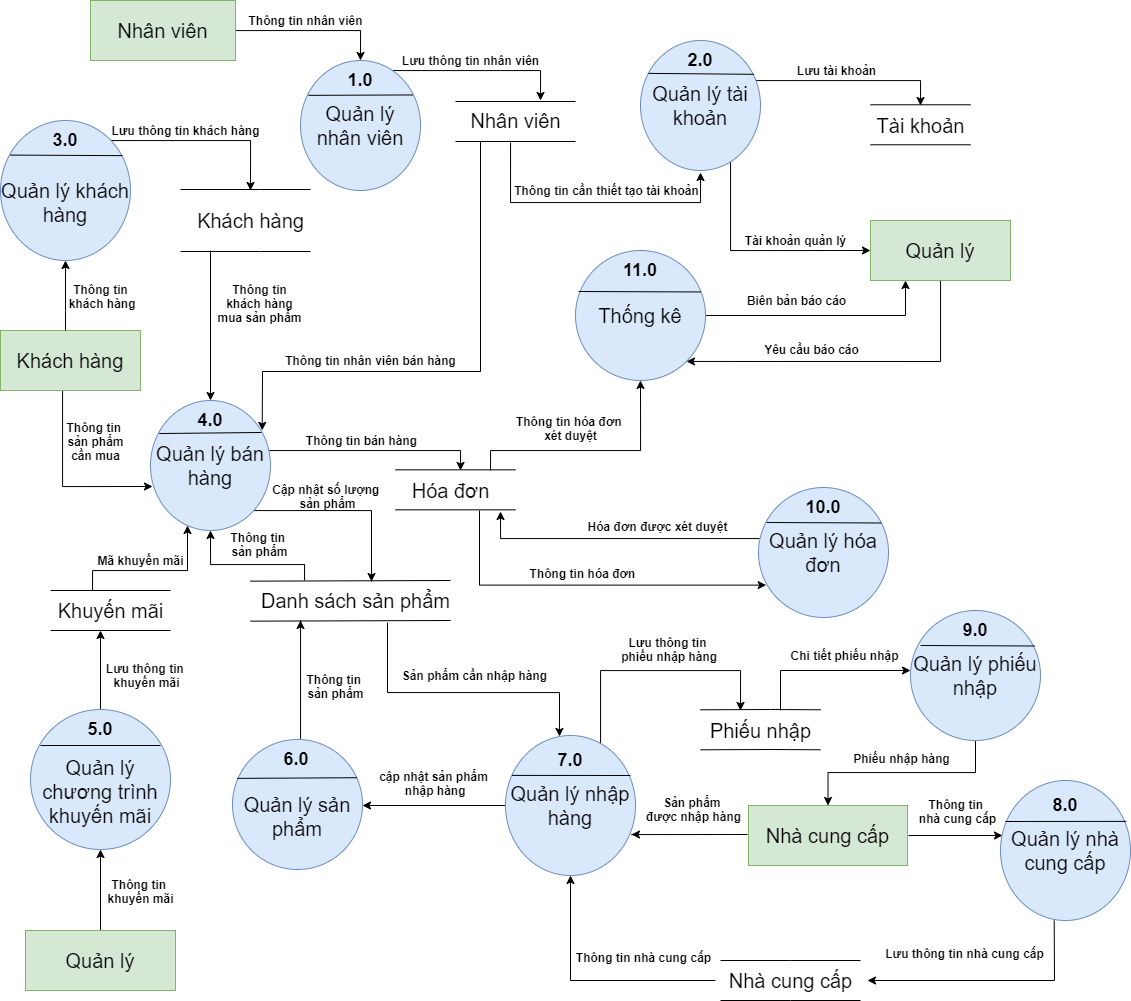 Nhân viên
Thông tin nhân viên
1.0
Quản lý
nhân viên
Lưu thông tin nhân viên
Nhân viên
Thông tin cần thiết tạo tài khoản
2.0
Quản lý tài
khoản
Lưu tài khoản
Tài khoản
3.0
Quản lý khách
hàng
Lưu thông tin khách hàng
Khách hàng
Tài khoản quản lý
Quản lý
11.0
Thống kê
Biên bản báo cáo
Yêu cầu báo cáo
Thông tin
khách hàng
Thông tin
khách hàng
mua sản phẩm
Khách hàng
Thông tin nhân viên bán hàng
Thông tin
sản phẩm
cần mua
4.0
Quản lý bán
hàng
Thông tin bán hàng
Thông tin hóa đơn
xét duyệt
Hóa đơn
Cập nhật số lượng
sản phẩm
Thông tin
sản phẩm
10.0
Quản lý hóa
đơn
Hóa đơn được xét duyệt
Thông tin hóa đơn
Mã khuyến mãi
Khuyến mãi
Danh sách sản phẩm
Lưu thông tin
khuyến mãi
Thông tin
sản phẩm
Sản phẩm cần nhập hàng
Lưu thông tin
phiếu nhập hàng
Chi tiết phiếu nhập
9.0
Quản lý phiếu
nhập
Phiếu nhập
5.0
Quản lý
chương trình
khuyến mãi
6.0
Quản lý sản
phẩm
cập nhật sản phẩm
nhập hàng
7.0
Quản lý nhập
hàng
Phiếu nhập hàng
Sản phẩm
được nhập hàng
Nhà cung cấp
Thông tin
nhà cung cấp
8.0
Quản lý nhà
cung cấp
Thông tin
khuyến mãi
Quản lý
Thông tin nhà cung cấp
Nhà cung cấp
Lưu thông tin nhà cung cấp